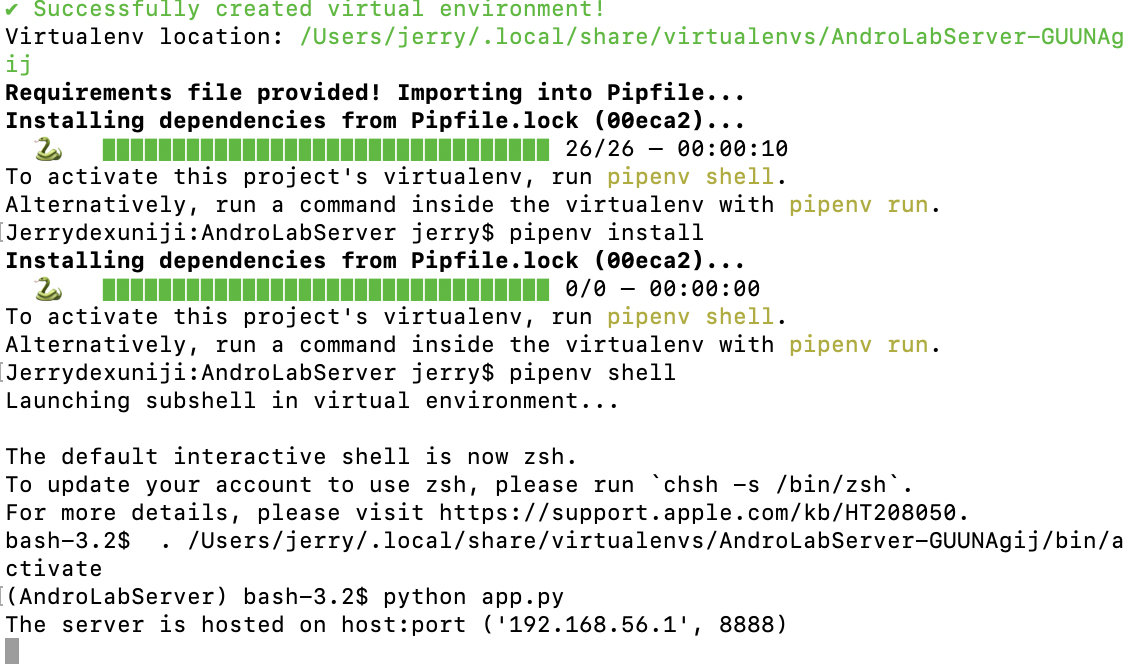 ✔ Successfully created virtual environment!
Virtualenv location: /Users/jerry/.local/share/virtualenvs/AndroLabServer-GUUNAg
ij
Requirements file provided! Importing into Pipfile...
Installing dependencies from Pipfile.lock (00eca2)...
🐍 ▉▉▉▉▉▉▉▉▉▉▉▉▉▉▉▉▉▉▉▉▉▉▉▉▉▉▉▉▉▉▉▉ 26/26 — 00:00:10
To activate this project's virtualenv, run pipenv shell.
Alternatively, run a command inside the virtualenv with pipenv run.
[Jerrydexuniji:AndroLabServer jerry$ pipenv install
Installing dependencies from Pipfile.lock (00eca2)...
🐍 ▉▉▉▉▉▉▉▉▉▉▉▉▉▉▉▉▉▉▉▉▉▉▉▉▉▉▉▉▉▉▉▉ 0/0 — 00:00:00
To activate this project's virtualenv, run pipenv shell.
Alternatively, run a command inside the virtualenv with pipenv run.
[Jerrydexuniji:AndroLabServer jerry$ pipenv shell
Launching subshell in virtual environment...
The default interactive shell is now zsh.
To update your account to use zsh, please run `chsh -s /bin/zsh`.
For more details, please visit https://support.apple.com/kb/HT208050.
bash-3.2$  . /Users/jerry/.local/share/virtualenvs/AndroLabServer-GUUNAgij/bin/a
ctivate
[(AndroLabServer) bash-3.2$ python app.py
The server is hosted on host:port ('192.168.56.1', 8888)